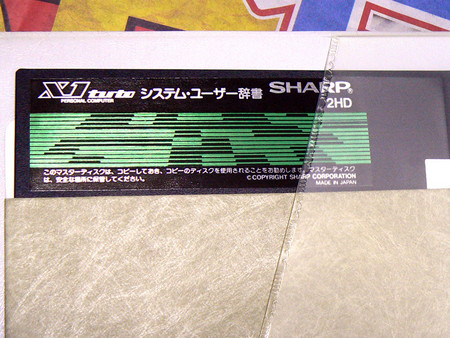 X1 turbo システム・ユーザー辞書 SHARP
PERSONAL COMPUTER
2HD
このマスターディスクは、コピーしておき、コピーのディスクを使用されることをお勧めします。マスターディスク
は、安全な場所に保管してください。
©COPYRIGHT SHARP CORPORATION
MADE IN JAPAN